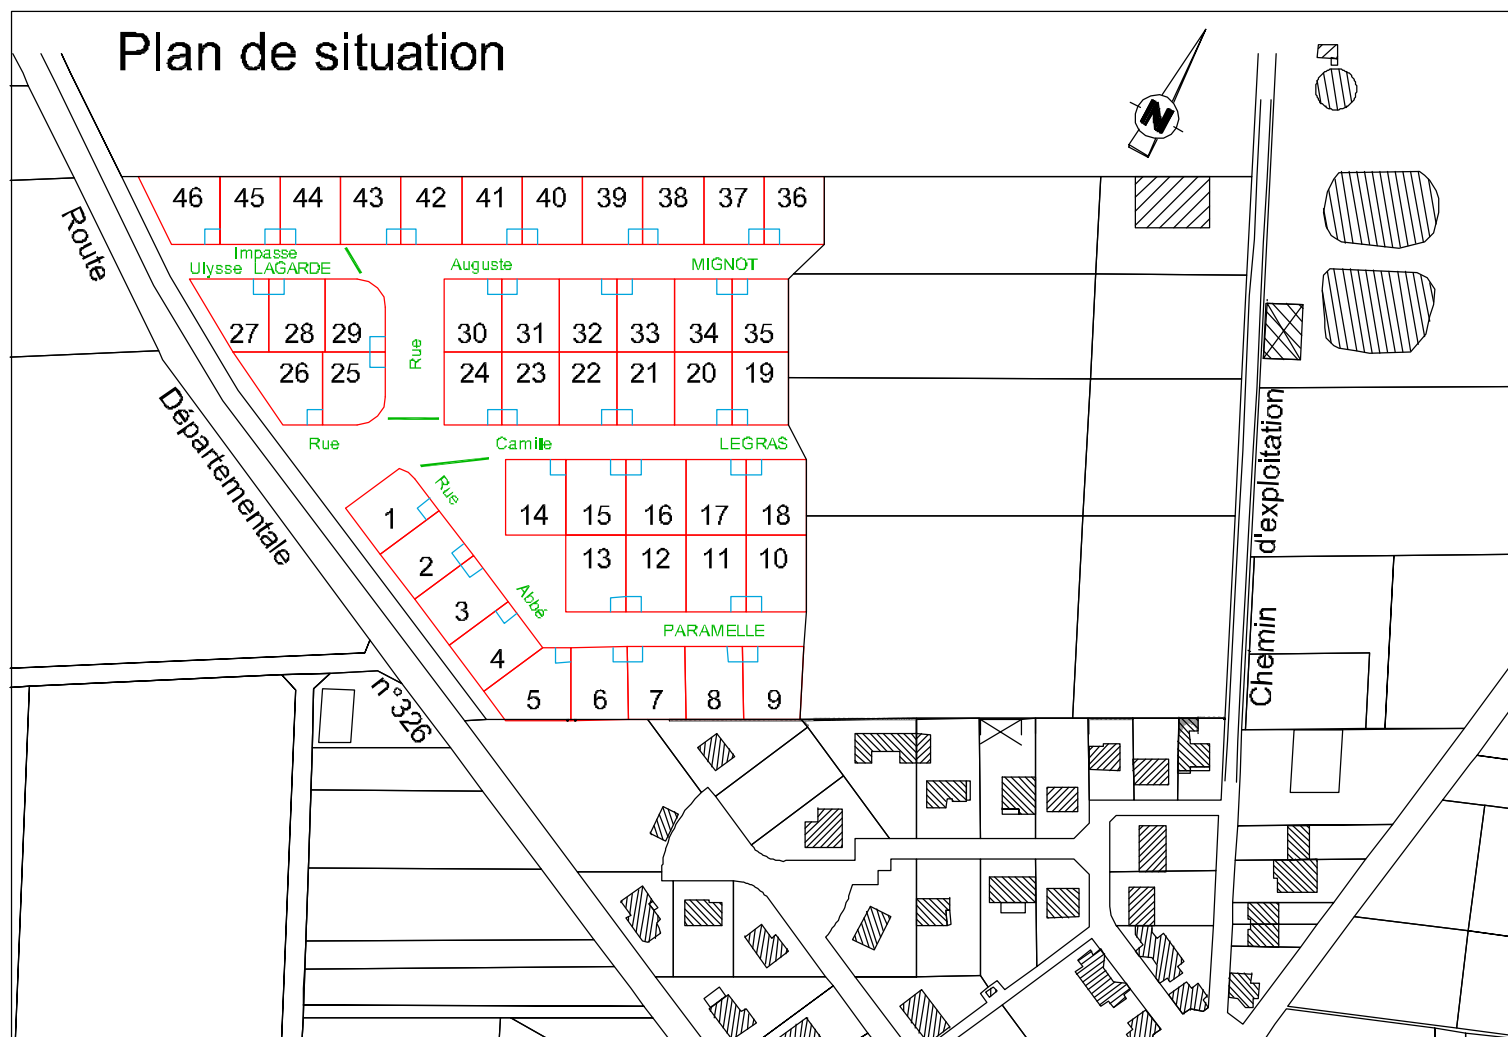 Plan de situation
N
46 45 44 43 42 41 40 39 38 37 36
Route
Impasse
Ulysse LAGARDE
Auguste
MIGNOT
27 28 29
30 31 32 33 34 35
Rue
26 25
24 23 22 21 20 19
Départementale
Rue
Camille
LEGRAS
Rue
1
14 15 16 17 18
2
13 12 11 10
3
Abbé
PARAMELLE
4
5 6 7 8 9
n°326
Chemin d'exploitation